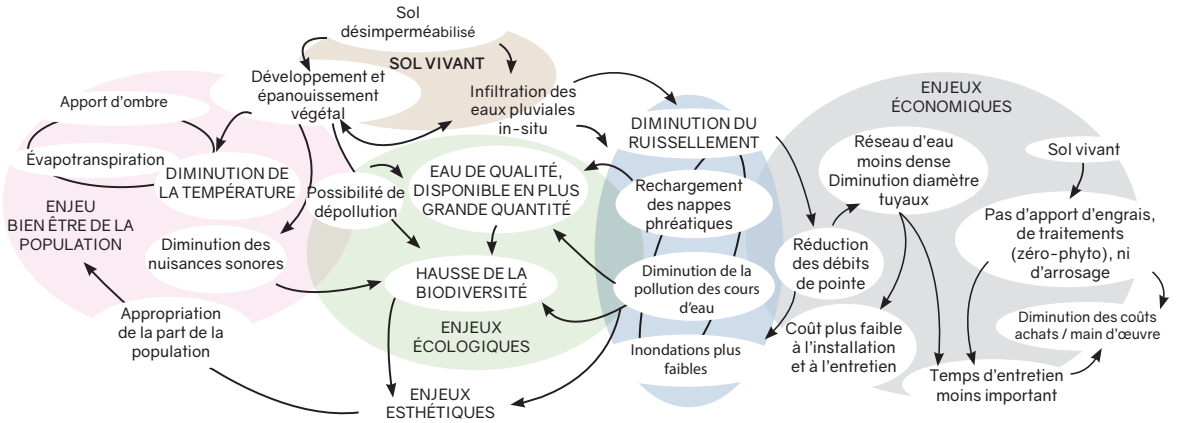 Sol
désimperméabilisé
SOL VIVANT
Développement et
épanouissement
végétal
Infiltration des
eaux pluviales
in-situ
Apport d'ombre
Évapotranspiration
DIMINUTION DE
LA TEMPÉRATURE
ENJEU
BIEN ÊTRE DE LA
POPULATION
Diminution des
nuisances sonores
Appropriation
de la part de la
population
Possibilité de
dépollution
EAU DE QUALITÉ,
DISPONIBLE EN PLUS
GRANDE QUANTITÉ
HAUSSE DE LA
BIODIVERSITÉ
ENJEUX
ÉCOLOGIQUES
ENJEUX
ESTHÉTIQUES
DIMINUTION DU
RUISSELLEMENT
Rechargement
des nappes
phréatiques
Diminution de la
pollution des cours
d'eau
Inondations plus
faibles
ENJEUX
ÉCONOMIQUES
Réseau d'eau
moins dense
Diminution diamètre
tuyaux
Réduction
des débits
de pointe
Coût plus faible
à l'installation
et à l'entretien
Sol vivant
Pas d'apport d'engrais,
de traitements
(zéro-phyto), ni
d'arrosage
Diminution des coûts
achats / main d'œuvre
Temps d'entretien
moins important